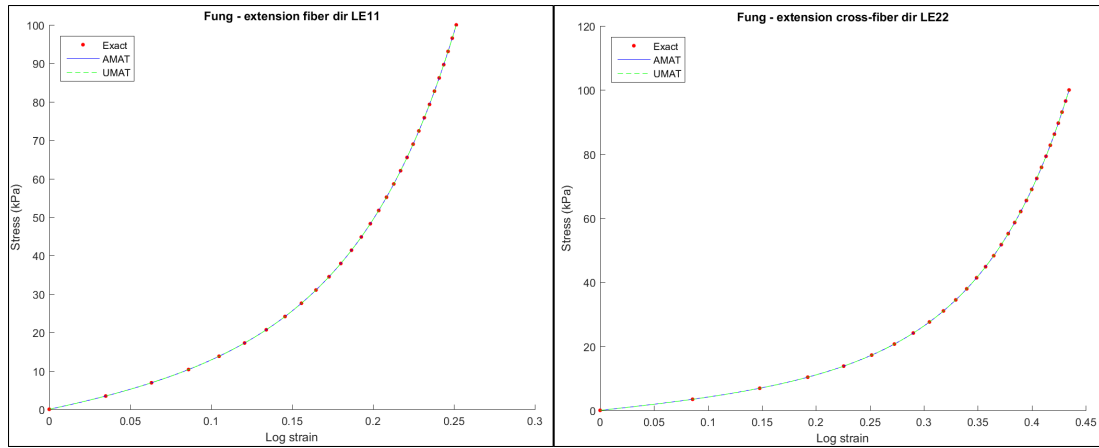 Fung - extension fiber dir LE11
100
90
80
70
60
50
40
30
20
10
0
Stress (kPa)
Exact
AMAT
UMAT
0
0.05
0.1
0.15
0.2
0.25
0.3
Log strain
Fung - extension cross-fiber dir LE22
120
100
80
60
40
20
0
Stress (kPa)
Exact
AMAT
UMAT
0
0.05
0.1
0.15
0.2
0.25
0.3
0.35
0.4
0.45
Log strain